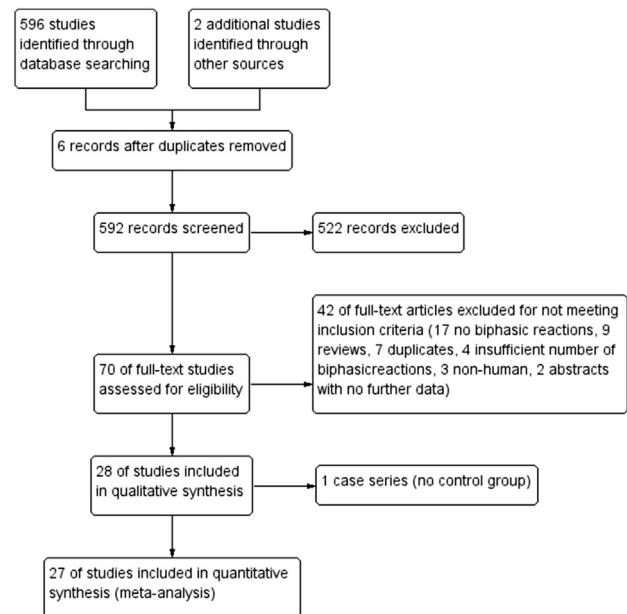 596 studies
identified through
database searching
2 additional studies
identified through
other sources
6 records after duplicates removed
592 records screened
522 records excluded
42 of full-text articles excluded for not meeting
inclusion criteria (17 no biphasic reactions, 9
reviews, 7 duplicates, 4 insufficient number of
biphasicreactions, 3 non-human, 2 abstracts
with no further data)
70 of full-text studies
assessed for eligibility
28 of studies included
in qualitative synthesis
1 case series (no control group)
27 of studies included in quantitative
synthesis (meta-analysis)